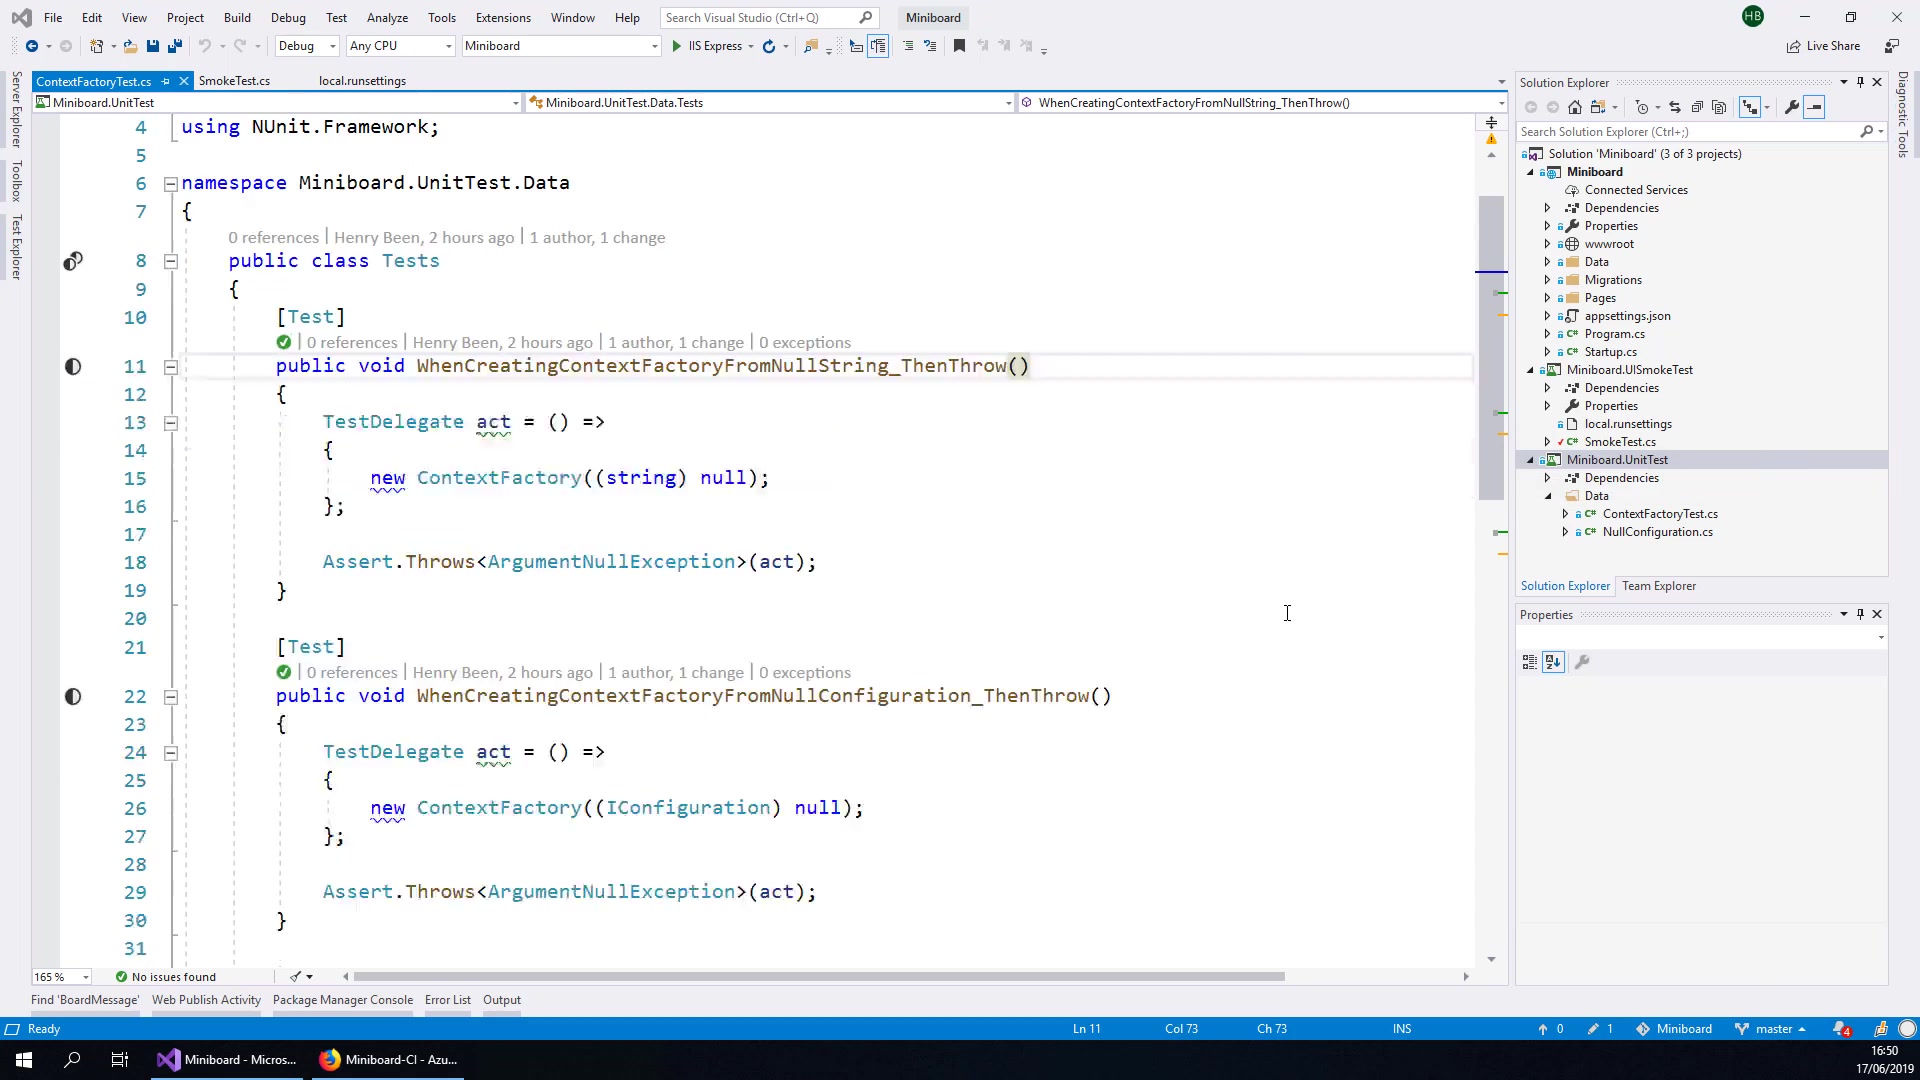 File Edit View Project Build Debug Test Analyze Tools Extensions Window Help Search Visual Studio (Ctrl+Q) Miniboard HB
Debug Any CPU Miniboard IIS Express Live Share
ContextFactoryTest.cs SmokeTest.cs local.runsettings
Miniboard.UnitTest Miniboard.UnitTest.Data.Tests WhenCreatingContextFactoryFromNullString_ThenThrow()
Server Explorer
Toolbox
Test Explorer
4 using NUnit.Framework;
5
6 namespace Miniboard.UnitTest.Data
7 {
0 references | Henry Been, 2 hours ago | 1 author, 1 change
8 public class Tests
9 {
10 [Test]
| 0 references | Henry Been, 2 hours ago | 1 author, 1 change | 0 exceptions
11 public void WhenCreatingContextFactoryFromNullString_ThenThrow()
12 {
13 TestDelegate act = () =>
14 {
15 new ContextFactory((string) null);
16 };
17
18 Assert.Throws<ArgumentNullException>(act);
19 }
20
21 [Test]
| 0 references | Henry Been, 2 hours ago | 1 author, 1 change | 0 exceptions
22 public void WhenCreatingContextFactoryFromNullConfiguration_ThenThrow()
23 {
24 TestDelegate act = () =>
25 {
26 new ContextFactory((IConfiguration) null);
27 };
28
29 Assert.Throws<ArgumentNullException>(act);
30 }
31
165 % No issues found
Solution Explorer
Search Solution Explorer (Ctrl+;)
Solution 'Miniboard' (3 of 3 projects)
Miniboard
Connected Services
Dependencies
Properties
wwwroot
Data
Migrations
Pages
appsettings.json
Program.cs
Startup.cs
Miniboard.UISmokeTest
Dependencies
Properties
local.runsettings
SmokeTest.cs
Miniboard.UnitTest
Dependencies
Data
ContextFactoryTest.cs
NullConfiguration.cs
Solution Explorer Team Explorer
Properties
Diagnostic Tools
Find 'BoardMessage' Web Publish Activity Package Manager Console Error List Output
Ready Ln 11 Col 73 Ch 73 INS 0 1 Miniboard master 4
Miniboard - Micros... Miniboard-CI - Azu...
16:50
17/06/2019